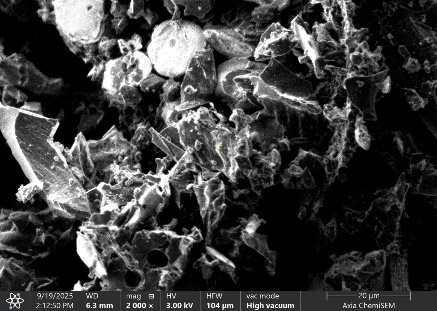 9/19/2025 WD mag HV HFW vac mode 20 µm
2:12:50 PM 6.3 mm 2 000 × 3.00 kV 104 µm High vacuum Axia ChemiSEM